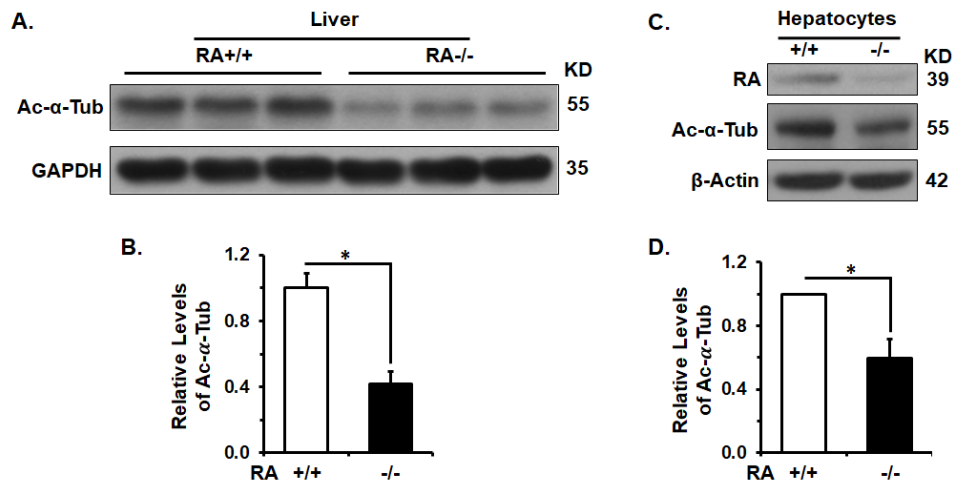 A.
Liver
RA+/+ RA-/-
KD
Ac-α-Tub 55
GAPDH 35
B.
Relative Levels
of Ac-α-Tub
1.2
0.8
0.4
0.0
RA +/+ -/-
*
C.
Hepatocytes
+/+ -/-
KD
RA 39
Ac-α-Tub 55
β-Actin 42
D.
Relative Levels
of Ac-α-Tub
1.2
0.8
0.4
0.0
RA +/+ -/-
*